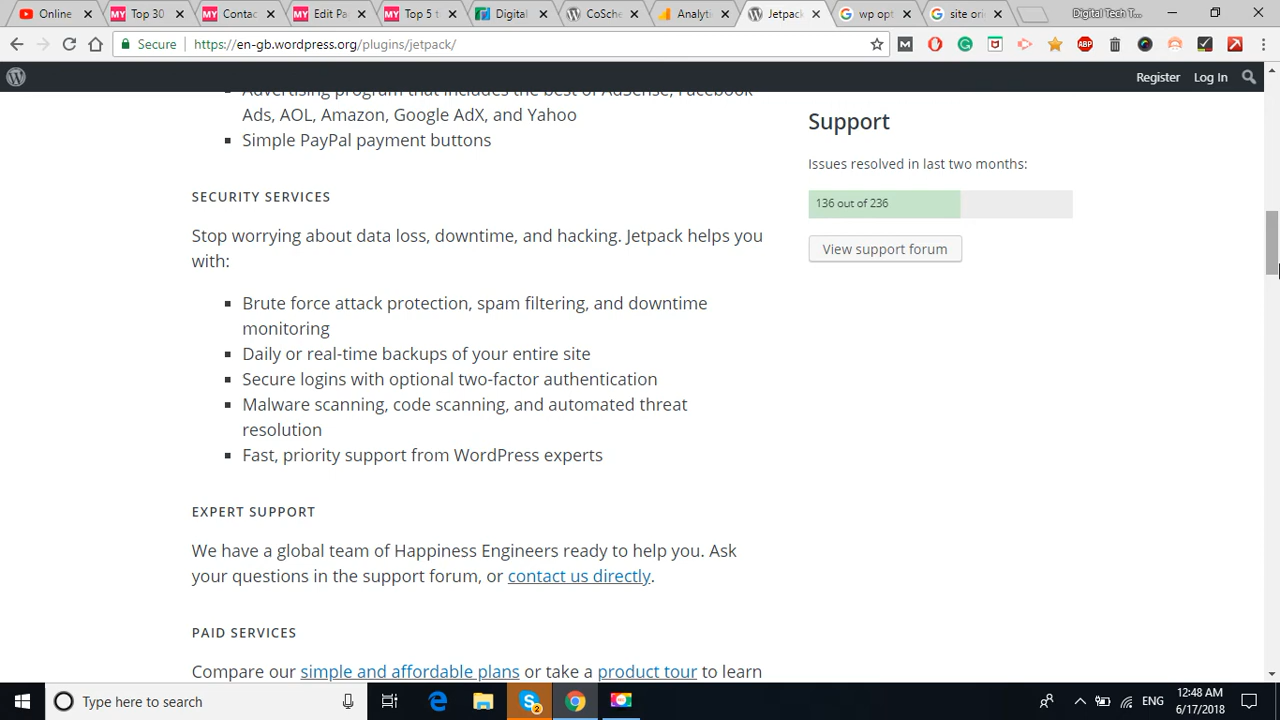 Online
Top 30
Contac
Edit Pa
Top 5 t
Digital
CoSche
Analyti
Jetpack
wp opt
site ori
Digital Tech T...
Secure
https://en-gb.wordpress.org/plugins/jetpack/
Register
Log In
Advertising program that includes the best of AdSense, Facebook
Ads, AOL, Amazon, Google AdX, and Yahoo
Simple PayPal payment buttons
SECURITY SERVICES
Stop worrying about data loss, downtime, and hacking. Jetpack helps you
with:
Brute force attack protection, spam filtering, and downtime
monitoring
Daily or real-time backups of your entire site
Secure logins with optional two-factor authentication
Malware scanning, code scanning, and automated threat
resolution
Fast, priority support from WordPress experts
EXPERT SUPPORT
We have a global team of Happiness Engineers ready to help you. Ask
your questions in the support forum, or contact us directly.
PAID SERVICES
Compare our simple and affordable plans or take a product tour to learn
Support
Issues resolved in last two months:
136 out of 236
View support forum
Type here to search
2
ENG
12:48 AM
6/17/2018